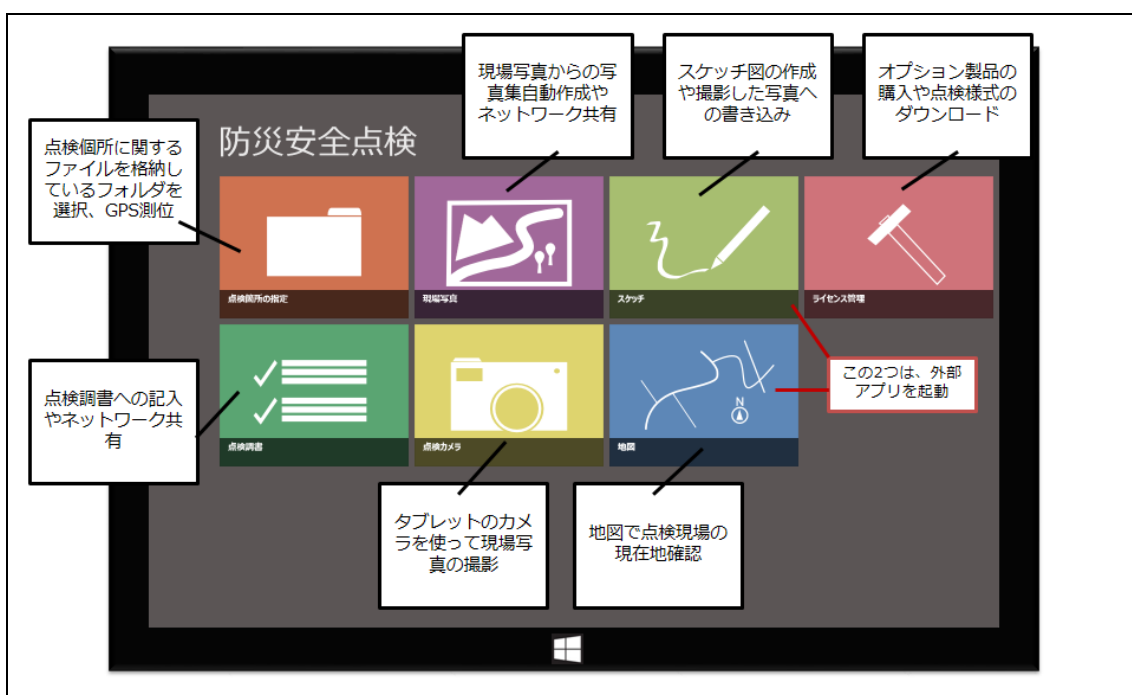 現場写真からの写
真集自動作成や
ネットワーク共有
スケッチ図の作成
や撮影した写真へ
の書き込み
オプション製品の
購入や点検様式の
ダウンロード
防災安全点検
点検個所に関する
ファイルを格納し
ているフォルダを
選択、GPS測位
点検箇所の指定
現場写真
スケッチ
ライセンス管理
点検調書への記入
やネットワーク共
有
この2つは、外部
アプリを起動
N
点検調書
点検カメラ
地図
タブレットのカメ
ラを使って現場写
真の撮影
地図で点検現場の
現在地確認